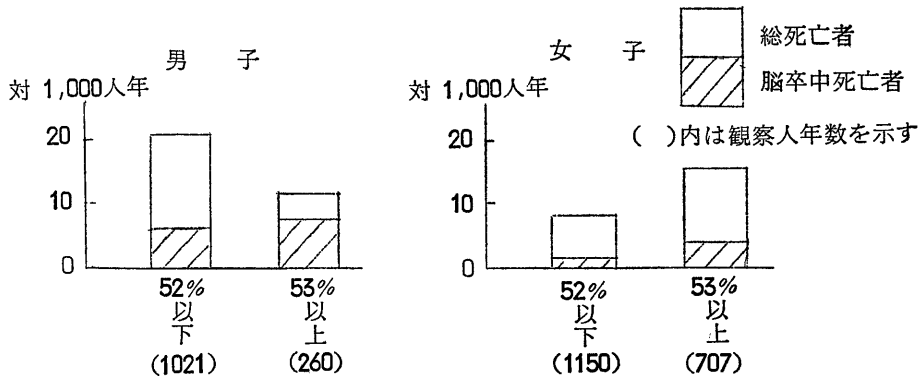 男 子
対 1,000人年
20
10
0
52%
以
下
(1021)
53%
以
上
(260)
女 子
対 1,000人年
20
10
0
52%
以
下
(1150)
53%
以
上
(707)
総死亡者
脳卒中死亡者
( )内は観察人年数を示す